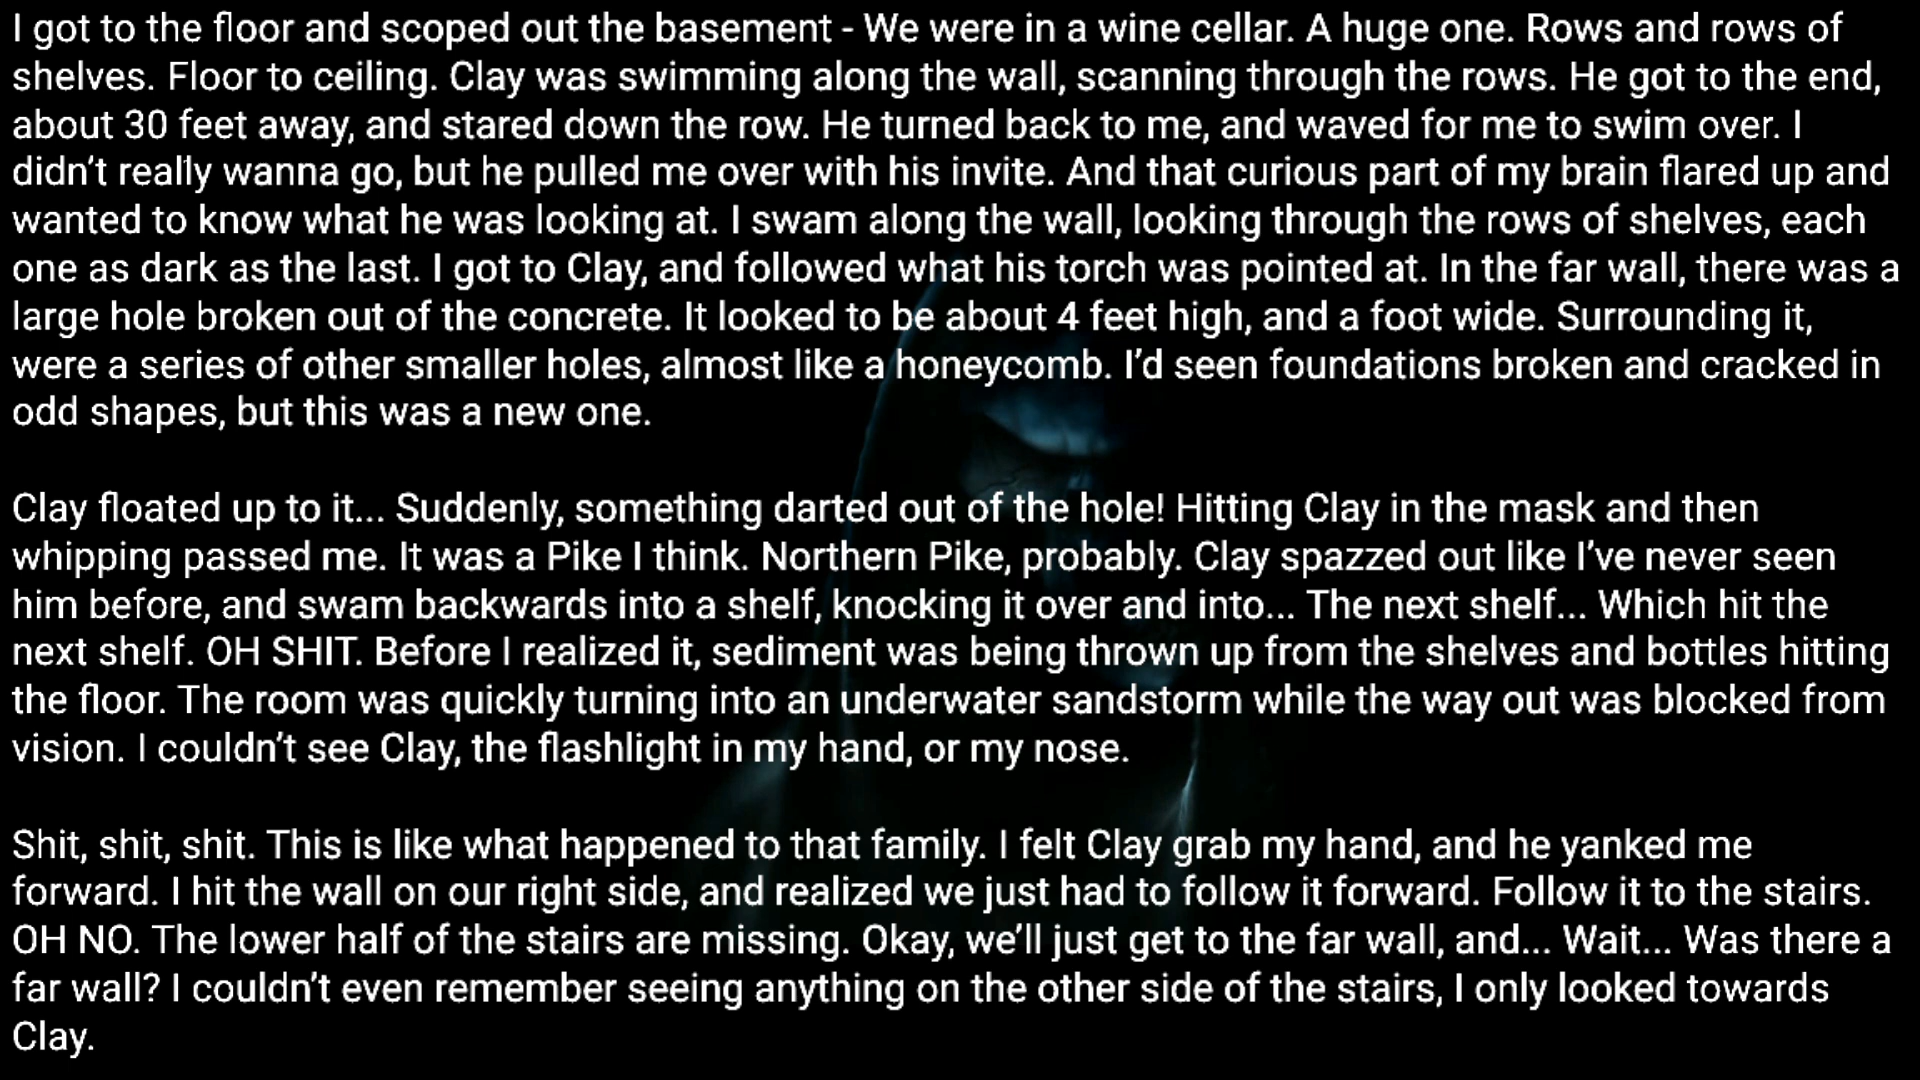 I got to the floor and scoped out the basement - We were in a wine cellar. A huge one. Rows and rows of
shelves. Floor to ceiling. Clay was swimming along the wall, scanning through the rows. He got to the end,
about 30 feet away, and stared down the row. He turned back to me, and waved for me to swim over. I
didn’t really wanna go, but he pulled me over with his invite. And that curious part of my brain flared up and
wanted to know what he was looking at. I swam along the wall, looking through the rows of shelves, each
one as dark as the last. I got to Clay, and followed what his torch was pointed at. In the far wall, there was a
large hole broken out of the concrete. It looked to be about 4 feet high, and a foot wide. Surrounding it,
were a series of other smaller holes, almost like a honeycomb. I’d seen foundations broken and cracked in
odd shapes, but this was a new one.

Clay floated up to it... Suddenly, something darted out of the hole! Hitting Clay in the mask and then
whipping passed me. It was a Pike I think. Northern Pike, probably. Clay spazzed out like I’ve never seen
him before, and swam backwards into a shelf, knocking it over and into... The next shelf... Which hit the
next shelf. OH SHIT. Before I realized it, sediment was being thrown up from the shelves and bottles hitting
the floor. The room was quickly turning into an underwater sandstorm while the way out was blocked from
vision. I couldn’t see Clay, the flashlight in my hand, or my nose.

Shit, shit, shit. This is like what happened to that family. I felt Clay grab my hand, and he yanked me
forward. I hit the wall on our right side, and realized we just had to follow it forward. Follow it to the stairs.
OH NO. The lower half of the stairs are missing. Okay, we’ll just get to the far wall, and... Wait... Was there a
far wall? I couldn’t even remember seeing anything on the other side of the stairs, I only looked towards
Clay.